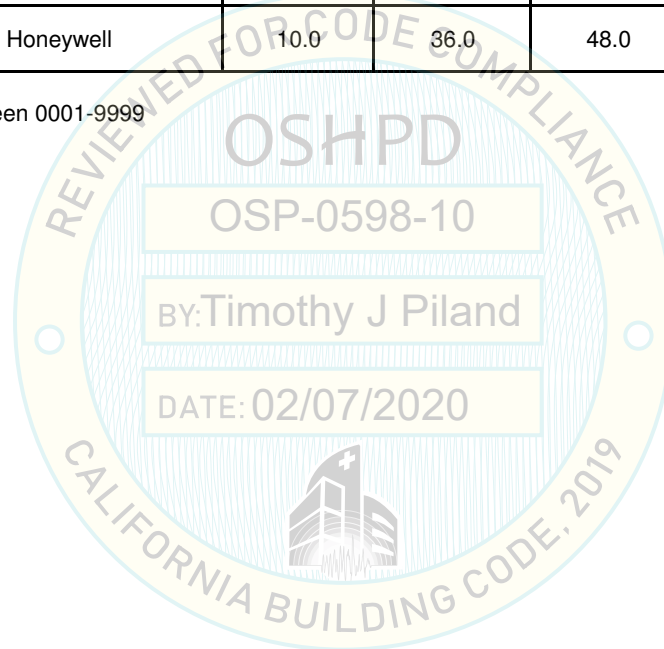 Honeywell 10.0 36.0 48.0
en 0001-9999
REVIEWED FOR CODE COMPLIANCE
OSHPD
OSP-0598-10
BY:Timothy J Piland
DATE: 02/07/2020
CALIFORNIA BUILDING CODE, 2019